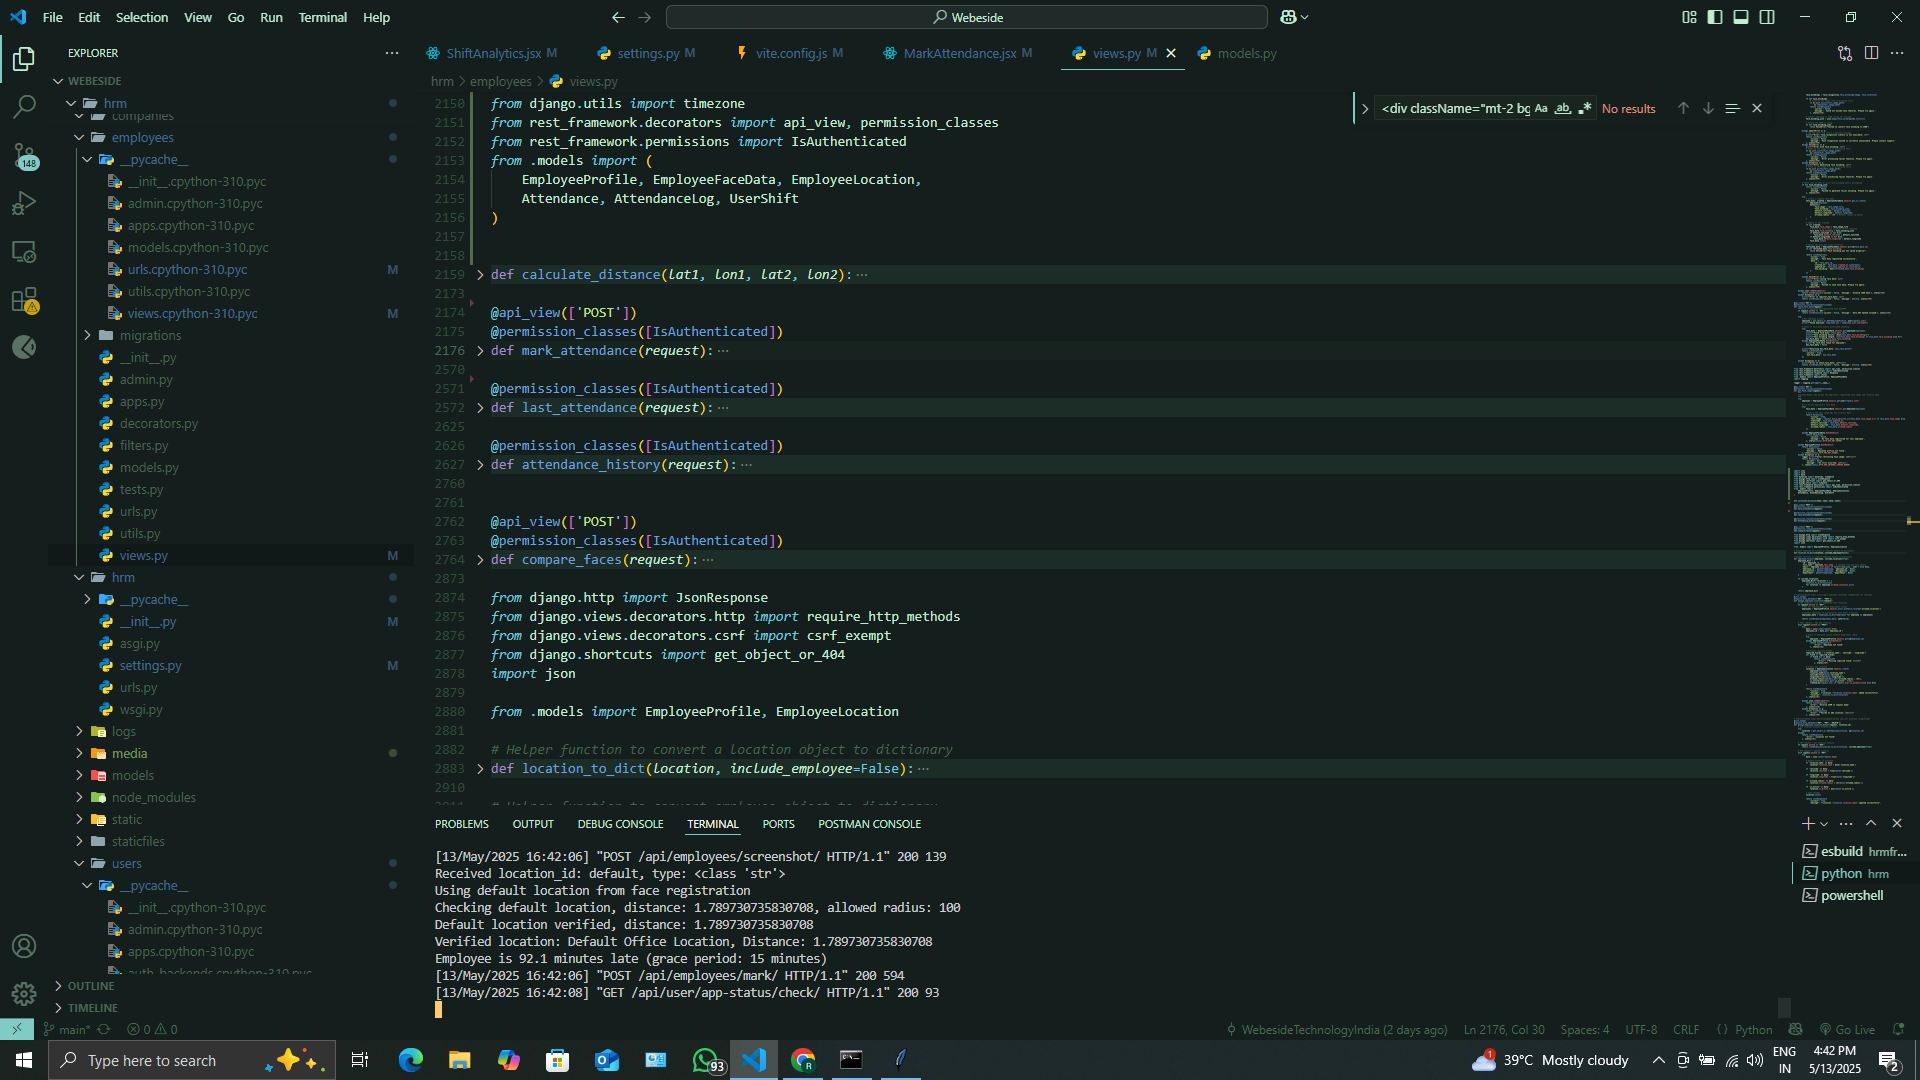 File Edit Selection View Go Run Terminal Help
Webeside
EXPLORER
ShiftAnalytics.jsx M
settings.py M
vite.config.js M
MarkAttendance.jsx M
views.py M
models.py
WEBESIDE
hrm
companies
employees
__pycache__
__init__.cpython-310.pyc
admin.cpython-310.pyc
apps.cpython-310.pyc
models.cpython-310.pyc
urls.cpython-310.pyc M
utils.cpython-310.pyc
views.cpython-310.pyc M
migrations
__init__.py
admin.py
apps.py
decorators.py
filters.py
models.py
tests.py
urls.py
utils.py
views.py M
hrm
__pycache__
__init__.py M
asgi.py
settings.py M
urls.py
wsgi.py
logs
media
models
node_modules
static
staticfiles
users
__pycache__
__init__.cpython-310.pyc
admin.cpython-310.pyc
apps.cpython-310.pyc
auth_backends.cpython-310.pyc
OUTLINE
TIMELINE
148
hrm > employees > views.py
<div className="mt-2 bg Aa ab .* No results
2150 from django.utils import timezone
2151 from rest_framework.decorators import api_view, permission_classes
2152 from rest_framework.permissions import IsAuthenticated
2153 from .models import (
2154 EmployeeProfile, EmployeeFaceData, EmployeeLocation,
2155 Attendance, AttendanceLog, UserShift
2156 )
2157
2158
2159 def calculate_distance(lat1, lon1, lat2, lon2): ···
2173
2174 @api_view(['POST'])
2175 @permission_classes([IsAuthenticated])
2176 def mark_attendance(request): ···
2570
2571 @permission_classes([IsAuthenticated])
2572 def last_attendance(request): ···
2625
2626 @permission_classes([IsAuthenticated])
2627 def attendance_history(request): ···
2760
2761
2762 @api_view(['POST'])
2763 @permission_classes([IsAuthenticated])
2764 def compare_faces(request): ···
2873
2874 from django.http import JsonResponse
2875 from django.views.decorators.http import require_http_methods
2876 from django.views.decorators.csrf import csrf_exempt
2877 from django.shortcuts import get_object_or_404
2878 import json
2879
2880 from .models import EmployeeProfile, EmployeeLocation
2881
2882 # Helper function to convert a location object to dictionary
2883 def location_to_dict(location, include_employee=False): ···
2910
2911 # Helper function to convert employee object to dictionary
PROBLEMS OUTPUT DEBUG CONSOLE TERMINAL PORTS POSTMAN CONSOLE
[13/May/2025 16:42:06] "POST /api/employees/screenshot/ HTTP/1.1" 200 139
Received location_id: default, type: <class 'str'>
Using default location from face registration
Checking default location, distance: 1.789730735830708, allowed radius: 100
Default location verified, distance: 1.789730735830708
Verified location: Default Office Location, Distance: 1.789730735830708
Employee is 92.1 minutes late (grace period: 15 minutes)
[13/May/2025 16:42:06] "POST /api/employees/mark/ HTTP/1.1" 200 594
[13/May/2025 16:42:08] "GET /api/user/app-status/check/ HTTP/1.1" 200 93
esbuild hrmfr...
python hrm
powershell
main* 0 0
WebesideTechnologyIndia (2 days ago)
Ln 2176, Col 30
Spaces: 4
UTF-8
CRLF
{ } Python
Go Live
Type here to search
93
1
39°C Mostly cloudy
ENG
IN
4:42 PM
5/13/2025
2